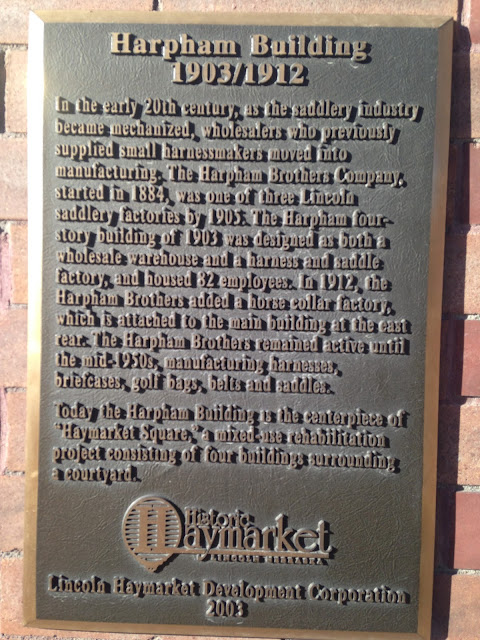 Harpham Building
1903/1912
In the early 20th century, as the saddlery industry
became mechanized, wholesalers who previously
supplied small harnessmakers moved into
manufacturing. The Harpham Brothers Company,
started in 1884, was one of three Lincoln
saddlery factories by 1905. The Harpham four-
story building of 1903 was designed as both a
wholesale warehouse and a harness and saddle
factory, and housed 82 employees. In 1912, the
Harpham Brothers added a horse collar factory,
which is attached to the main building at the east
rear. The Harpham Brothers remained active until
the mid-1950s, manufacturing harnesses,
briefcases, golf bags, belts and saddles.
Today the Harpham Building is the centerpiece of
"Haymarket Square," a mixed-use rehabilitation
project consisting of four buildings surrounding
a courtyard.
Historic
Haymarket
LINCOLN NEBRASKA
Lincoln Haymarket Development Corporation
2003